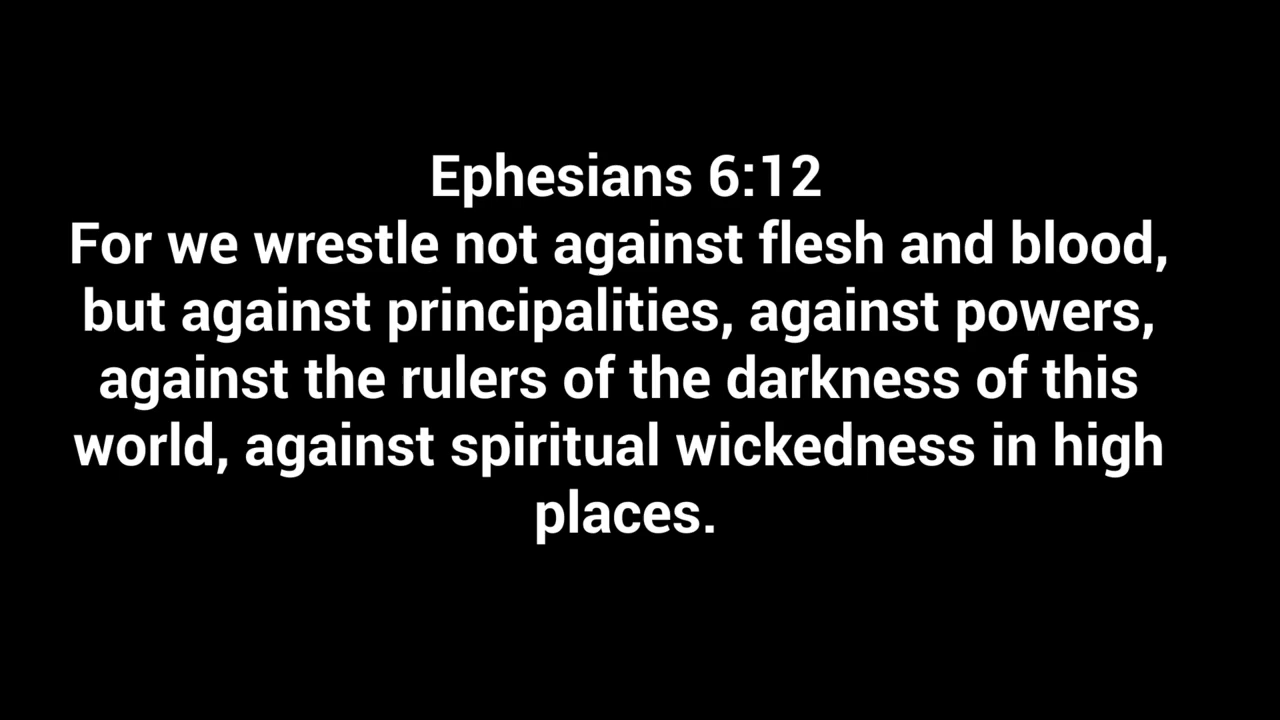 Ephesians 6:12
For we wrestle not against flesh and blood,
but against principalities, against powers,
against the rulers of the darkness of this
world, against spiritual wickedness in high
places.